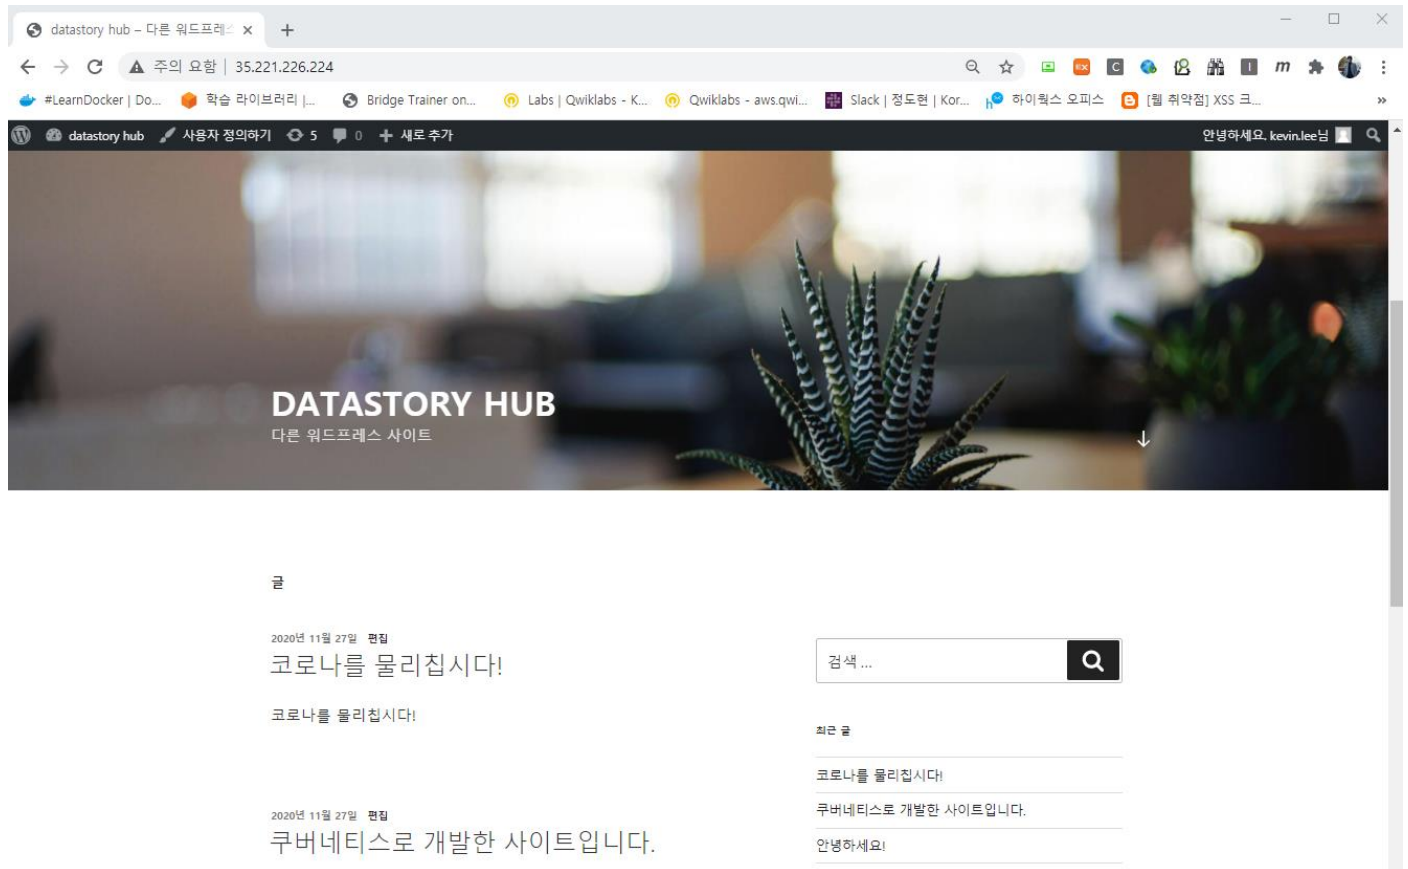 datastory hub – 다른 워드프레스
주의 요함 | 35.221.226.224
#LearnDocker | Do... 학습 라이브러리 |... Bridge Trainer on... Labs | Qwiklabs - K... Qwiklabs - aws.qwi... Slack | 정도현 | Kor... 하이웍스 오피스 [웹 취약점] XSS 크...
datastory hub 사용자 정의하기 5 0 새로 추가 안녕하세요, kevin.lee님
DATASTORY HUB
다른 워드프레스 사이트
글
2020년 11월 27일 편집
코로나를 물리칩시다!
코로나를 물리칩시다!
2020년 11월 27일 편집
쿠버네티스로 개발한 사이트입니다.
검색 ...
최근 글
코로나를 물리칩시다!
쿠버네티스로 개발한 사이트입니다.
안녕하세요!